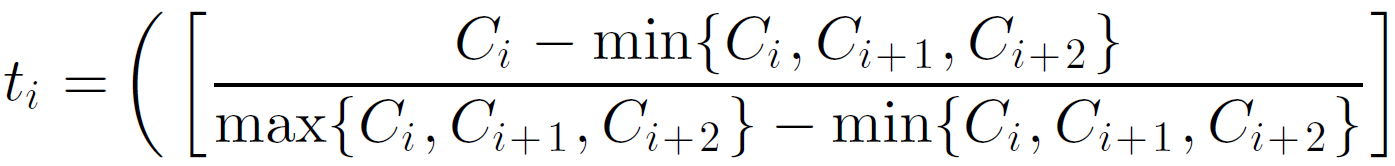 t_i = ( [ \frac{C_i - \min\{C_i, C_{i+1}, C_{i+2}\}}{\max\{C_i, C_{i+1}, C_{i+2}\} - \min\{C_i, C_{i+1}, C_{i+2}\}} ]